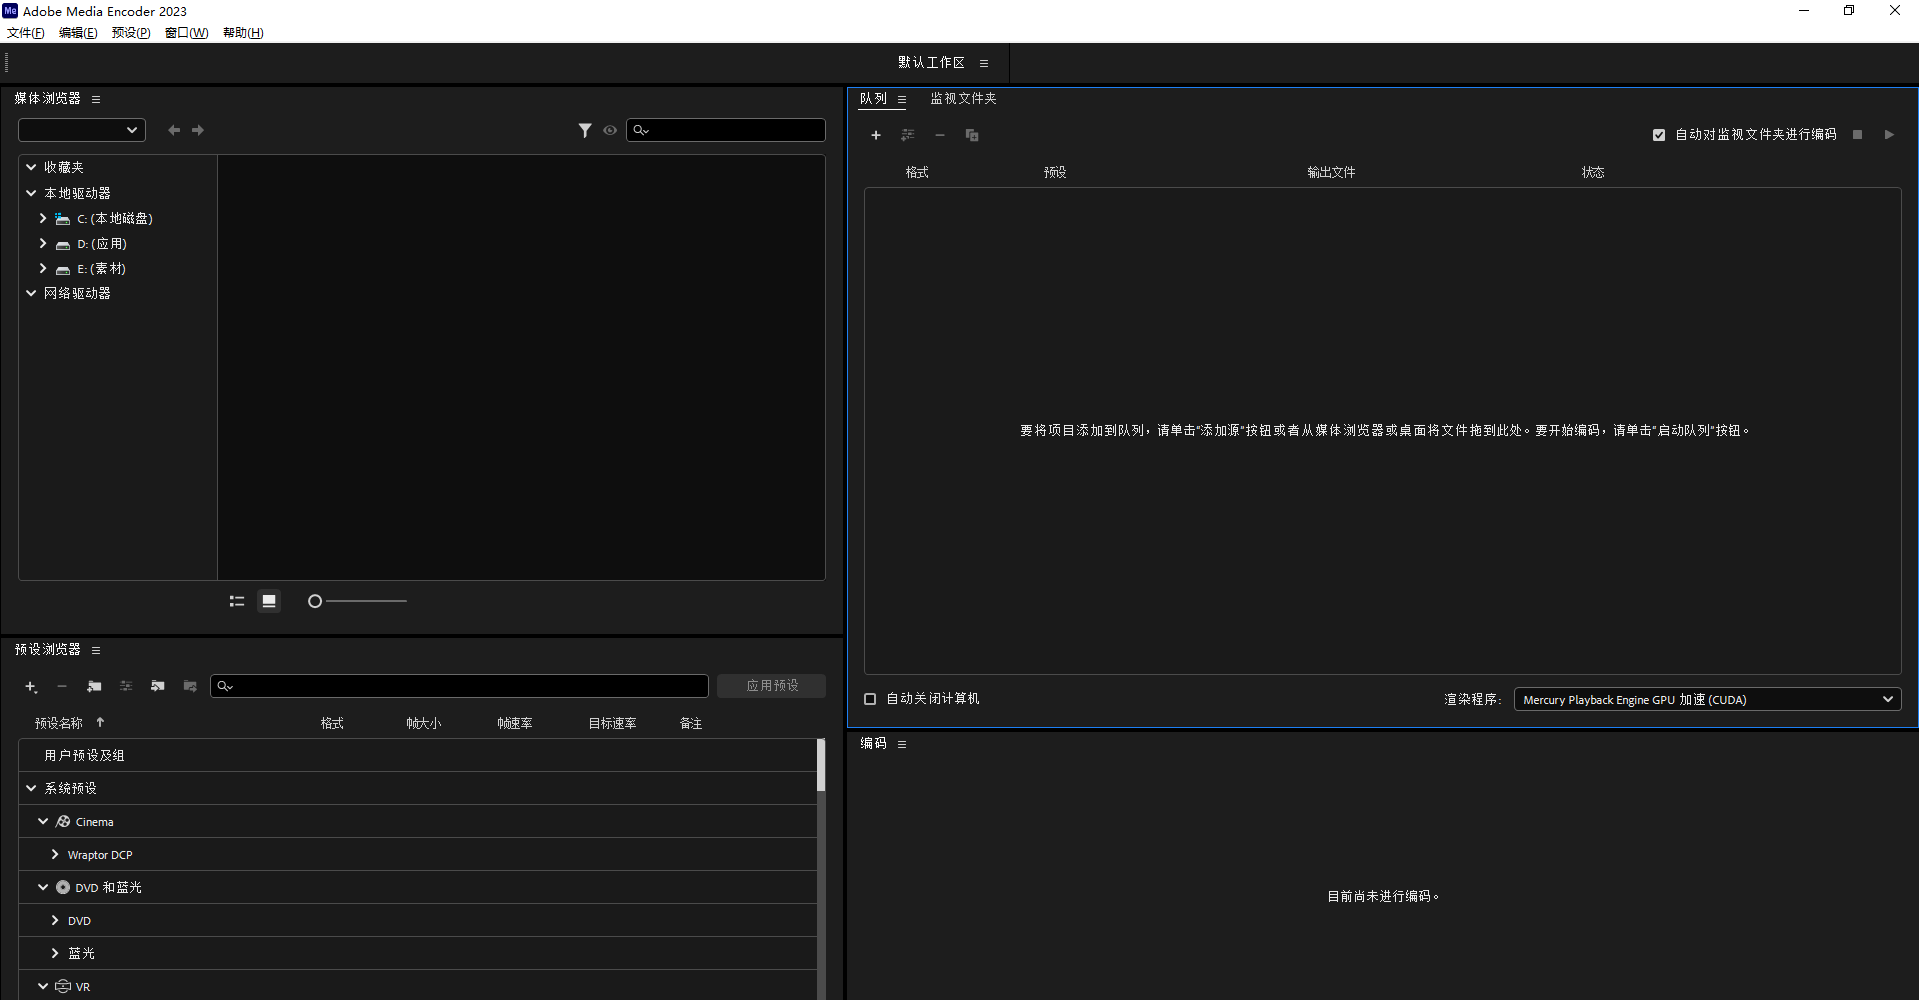 Me Adobe Media Encoder 2023
文件(F) 编辑(E) 预设(P) 窗口(W) 帮助(H)
默认工作区
媒体浏览器
收藏夹
本地驱动器
C: (本地磁盘)
D: (应用)
E: (素材)
网络驱动器
预设浏览器
应用预设
预设名称 格式 帧大小 帧速率 目标速率 备注
用户预设及组
系统预设
Cinema
Wraptor DCP
DVD 和蓝光
DVD
蓝光
VR
队列 监视文件夹
自动对监视文件夹进行编码
格式 预设 输出文件 状态
要将项目添加到队列，请单击"添加源"按钮或者从媒体浏览器或桌面将文件拖到此处。要开始编码，请单击"启动队列"按钮。
自动关闭计算机 渲染程序: Mercury Playback Engine GPU 加速 (CUDA)
编码
目前尚未进行编码。